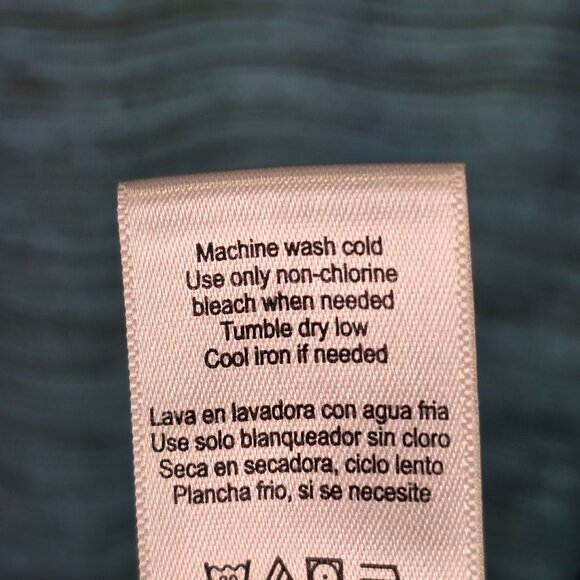 Machine wash cold
Use only non-chlorine
bleach when needed
Tumble dry low
Cool iron if needed
Lava en lavadora con agua fria
Use solo blanqueador sin cloro
Seca en secadora, ciclo lento
Plancha frio, si se necesite